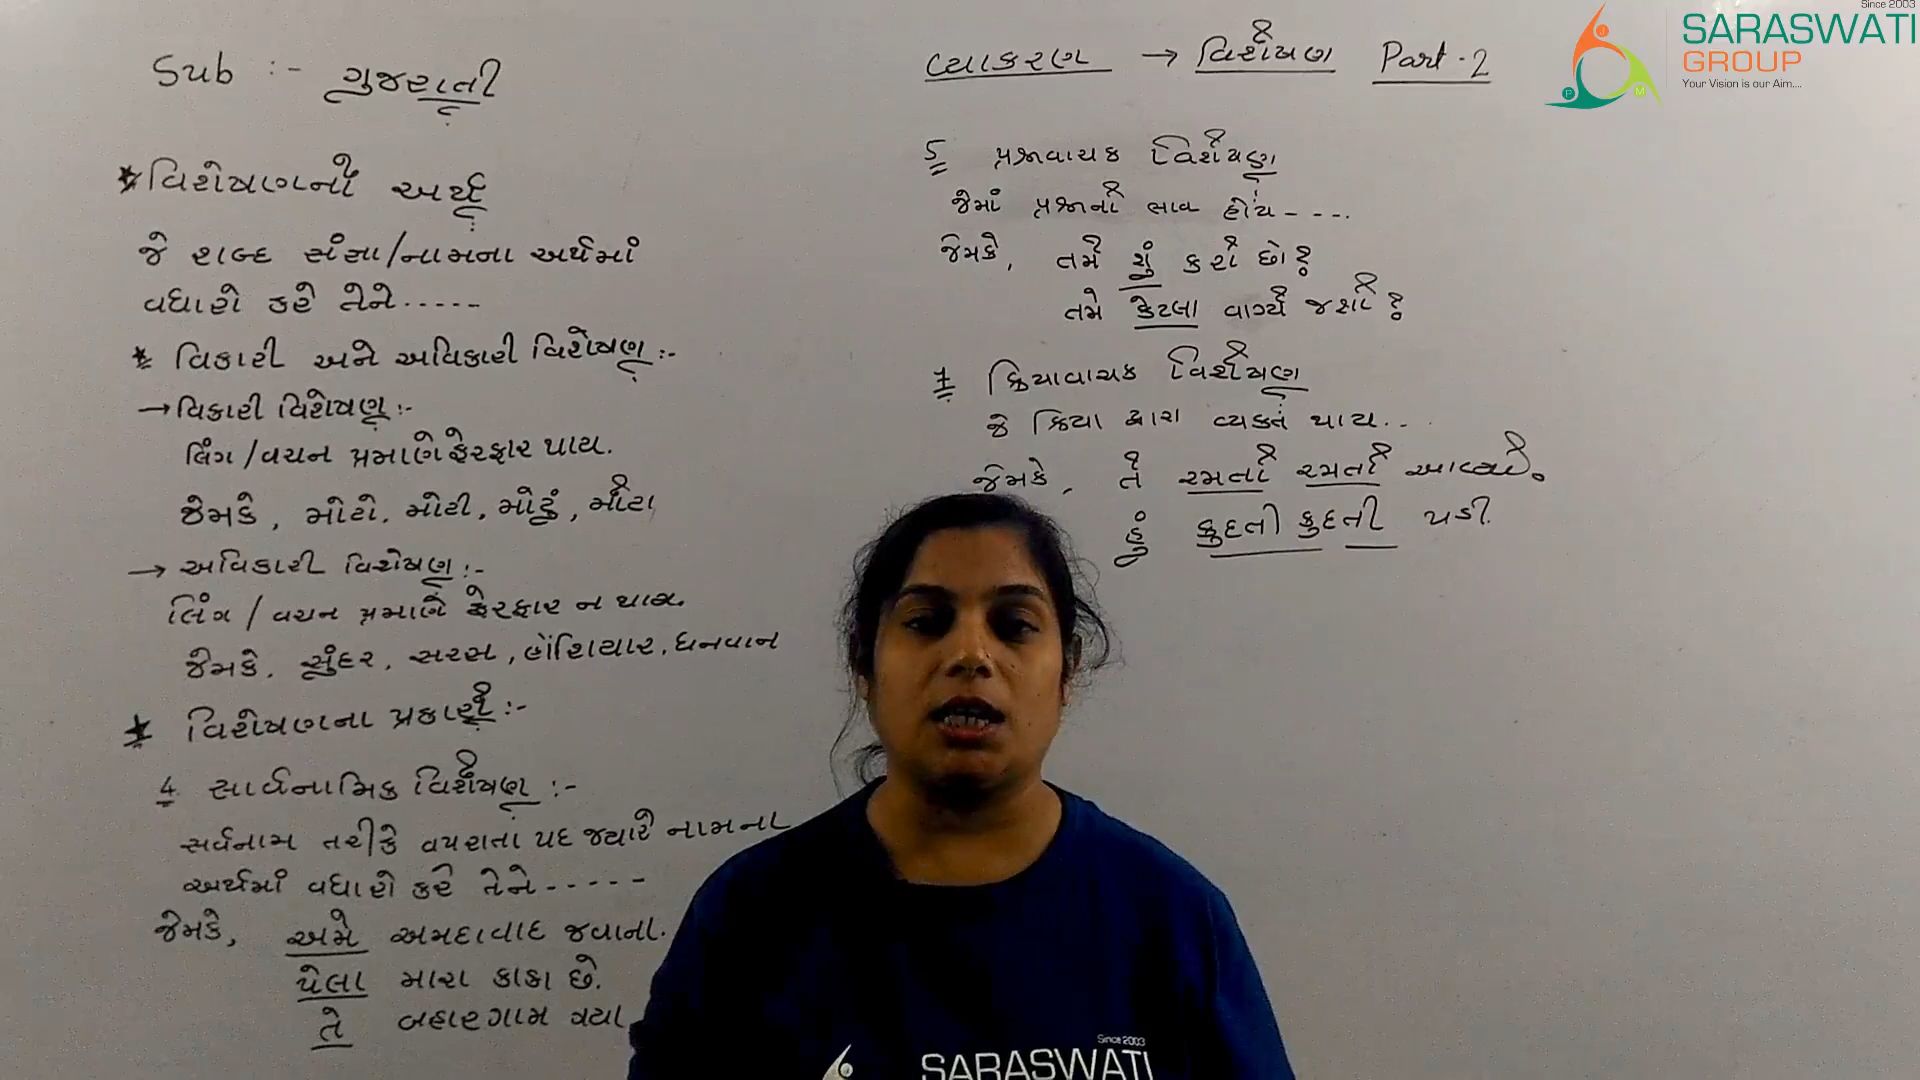 Sub :- ગુજરાતી
* વિશેષણનો અર્થ
જે શબ્દ સંજ્ઞા/નામના અર્થમાં
વધારો કરે તેને.....
* વિકારી અને અવિકારી વિશેષણ :-
→ વિકારી વિશેષણ :-
લિંગ/વચન પ્રમાણે ફેરફાર થાય.
જેમકે, મોટો, મોટી, મોટું, મોટા
→ અવિકારી વિશેષણ :-
લિંગ/વચન પ્રમાણે ફેરફાર ન થાય.
જેમકે, સુંદર, સરસ, હોંશિયાર, ધનવાન
* વિશેષણના પ્રકારો :-
4 સાર્વનામિક વિશેષણ :-
સર્વનામ તરીકે વપરાતાં પદ જ્યારે નામના
અર્થમાં વધારો કરે તેને-----
જેમકે, અમે અમદાવાદ જવાના.
પેલા મારા કાકા છે.
તે બહારગામ ગયા
વ્યાકરણ → વિશેષણ Part-2
5 પ્રશ્નવાચક વિશેષણ
જેમાં પ્રશ્નનો ભાવ હોય----.
જેમકે, તમે શું કરો છો?
તમે કેટલા વાગ્યે જશો?
7 ક્રિયાવાચક વિશેષણ
જે ક્રિયા દ્વારા વ્યક્ત થાય....
જેમકે, તે રમતાં રમતાં આવ્યો.
હું કુદતી કુદતી પડી.
Since 2003
SARASWATI
GROUP
Your Vision is our Aim....
Since 2003
SARASWATI